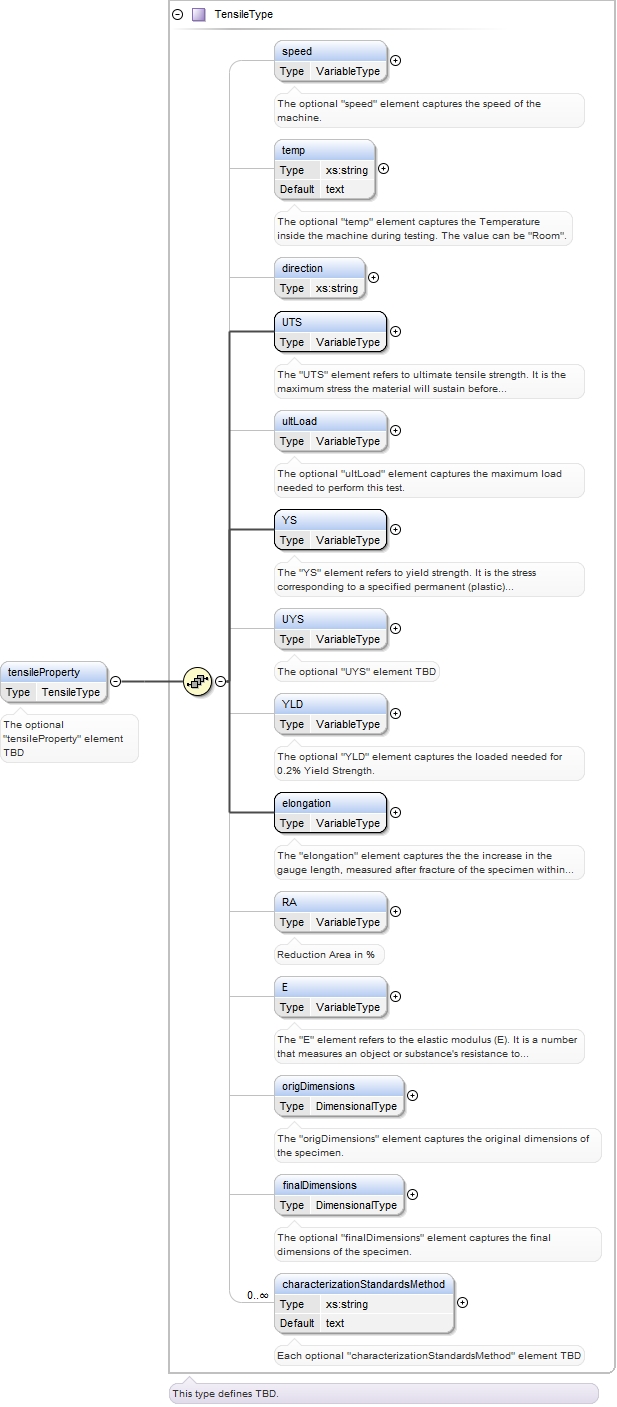 TensileType
speed
Type VariableType
The optional "speed" element captures the speed of the
machine.
temp
Type xs:string
Default text
The optional "temp" element captures the Temperature
inside the machine during testing. The value can be "Room".
direction
Type xs:string
UTS
Type VariableType
The "UTS" element refers to ultimate tensile strength. It is the
maximum stress the material will sustain before...
ultLoad
Type VariableType
The optional "ultLoad" element captures the maximum load
needed to perform this test.
YS
Type VariableType
The "YS" element refers to yield strength. It is the stress
corresponding to a specified permanent (plastic)...
UYS
Type VariableType
The optional "UYS" element TBD
tensileProperty
Type TensileType
The optional
"tensileProperty" element
TBD
YLD
Type VariableType
The optional "YLD" element captures the loaded needed for
0.2% Yield Strength.
elongation
Type VariableType
The "elongation" element captures the the increase in the
gauge length, measured after fracture of the specimen within...
RA
Type VariableType
Reduction Area in %
E
Type VariableType
The "E" element refers to the elastic modulus (E). It is a number
that measures an object or substance's resistance to...
origDimensions
Type DimensionalType
The "origDimensions" element captures the original dimensions of
the specimen.
finalDimensions
Type DimensionalType
The optional "finalDimensions" element captures the final
dimensions of the specimen.
characterizationStandardsMethod
0..∞
Type xs:string
Default text
Each optional "characterizationStandardsMethod" element TBD
This type defines TBD.